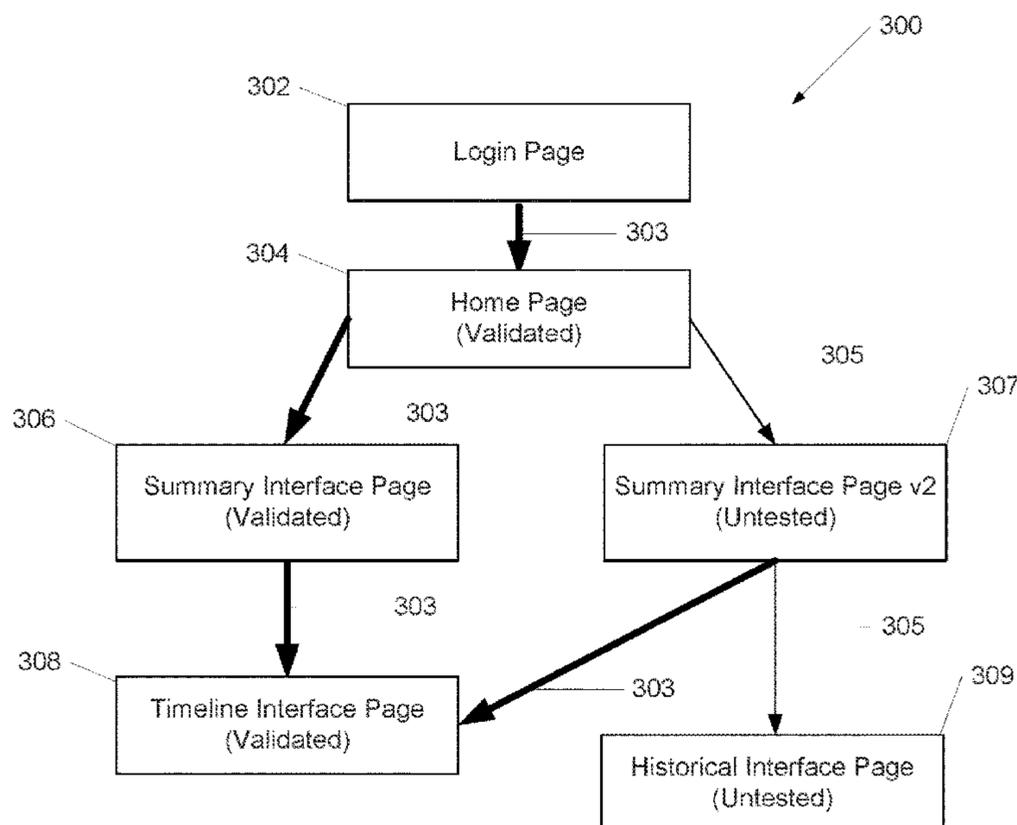 300
302
Login Page
303
304
Home Page
(Validated)
305
306
303
307
Summary Interface Page
(Validated)
Summary Interface Page v2
(Untested)
303
305
308
303
309
Timeline Interface Page
(Validated)
Historical Interface Page
(Untested)